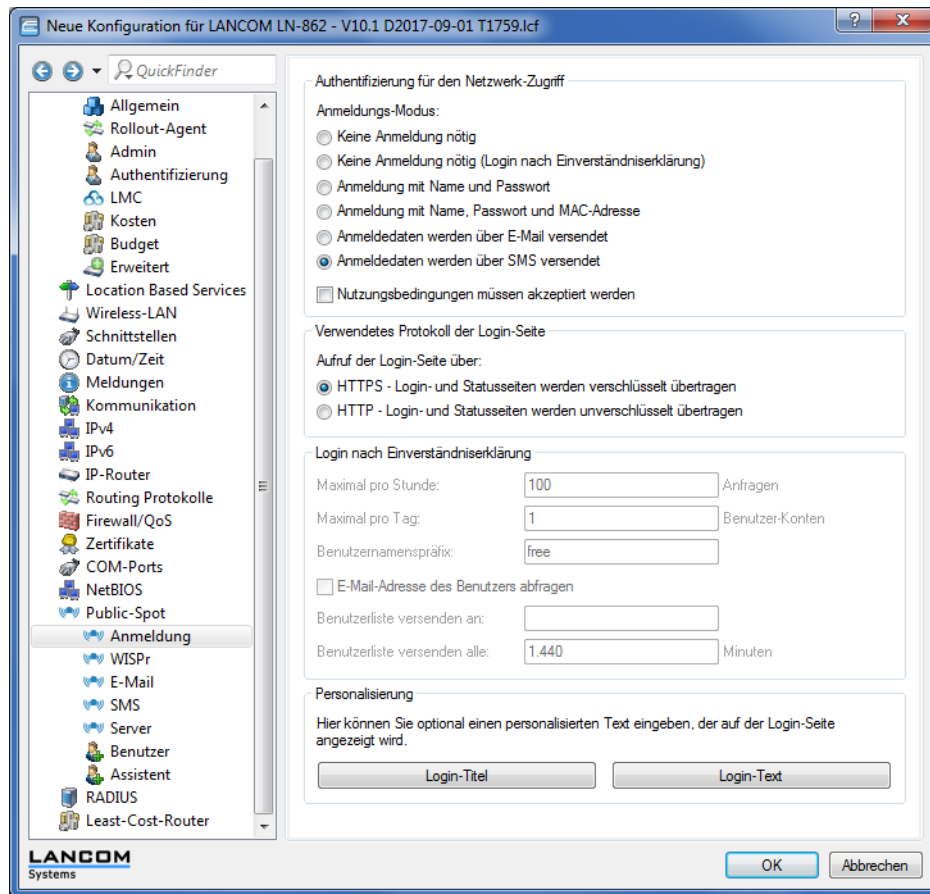 Neue Konfiguration für LANCOM LN-862 - V10.1 D2017-09-01 T1759.lcf
?
QuickFinder
Allgemein
Rollout-Agent
Admin
Authentifizierung
LMC
Kosten
Budget
Erweitert
Location Based Services
Wireless-LAN
Schnittstellen
Datum/Zeit
Meldungen
Kommunikation
IPv4
IPv6
IP-Router
Routing Protokolle
Firewall/QoS
Zertifikate
COM-Ports
NetBIOS
Public-Spot
Anmeldung
WISPr
E-Mail
SMS
Server
Benutzer
Assistent
RADIUS
Least-Cost-Router
Authentifizierung für den Netzwerk-Zugriff
Anmeldungs-Modus:
Keine Anmeldung nötig
Keine Anmeldung nötig (Login nach Einverständniserklärung)
Anmeldung mit Name und Passwort
Anmeldung mit Name, Passwort und MAC-Adresse
Anmeldedaten werden über E-Mail versendet
Anmeldedaten werden über SMS versendet
Nutzungsbedingungen müssen akzeptiert werden
Verwendetes Protokoll der Login-Seite
Aufruf der Login-Seite über:
HTTPS - Login- und Statusseiten werden verschlüsselt übertragen
HTTP - Login- und Statusseiten werden unverschlüsselt übertragen
Login nach Einverständniserklärung
Maximal pro Stunde: 100 Anfragen
Maximal pro Tag: 1 Benutzer-Konten
Benutzernamenspräfix: free
E-Mail-Adresse des Benutzers abfragen
Benutzerliste versenden an:
Benutzerliste versenden alle: 1.440 Minuten
Personalisierung
Hier können Sie optional einen personalisierten Text eingeben, der auf der Login-Seite
angezeigt wird.
Login-Titel Login-Text
LANCOM
Systems
OK Abbrechen